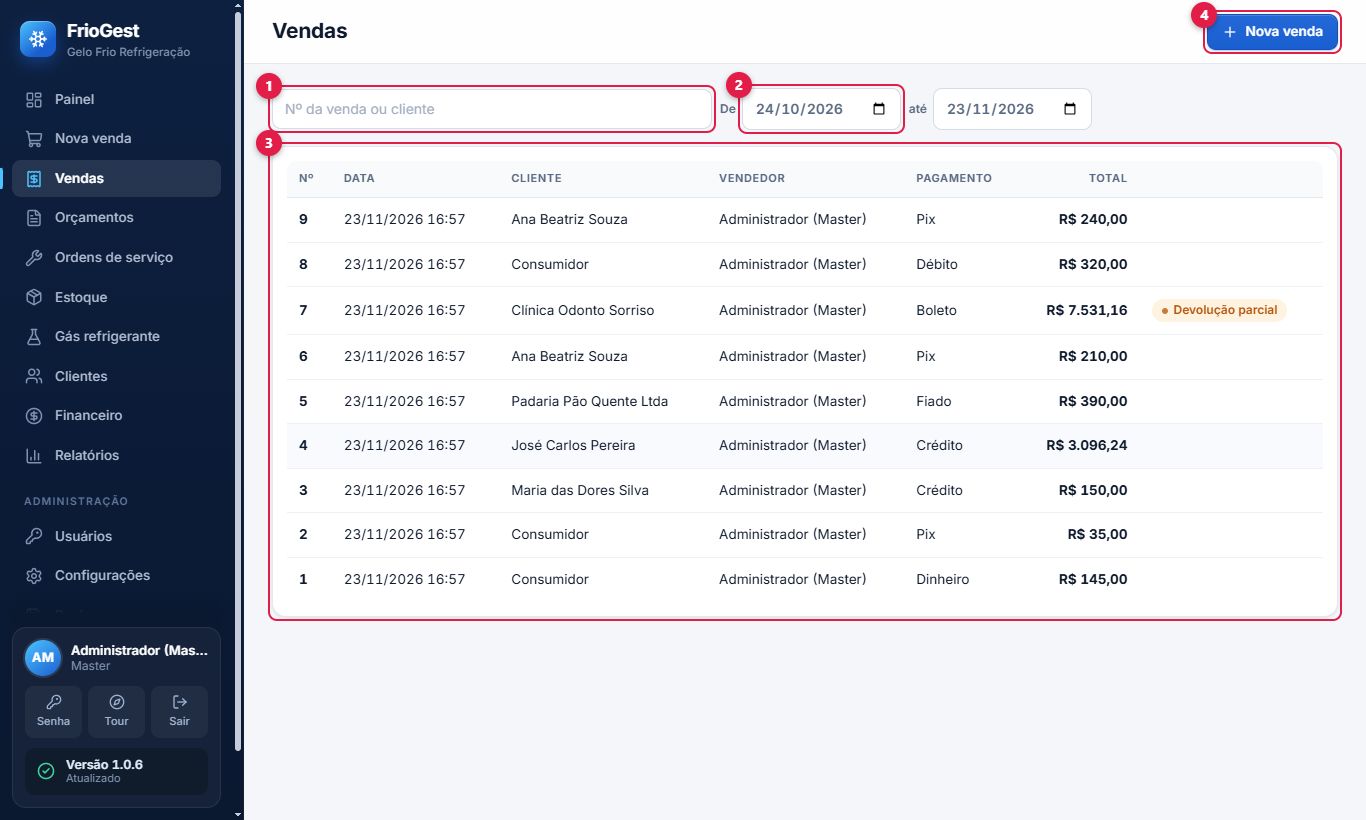 FrioGest
Gelo Frio Refrigeração
Painel
Nova venda
Vendas
Orçamentos
Ordens de serviço
Estoque
Gás refrigerante
Clientes
Financeiro
Relatórios
ADMINISTRAÇÃO
Usuários
Configurações
AM
Administrador (Mas...
Master
Senha
Tour
Sair
Versão 1.0.6
Atualizado
Vendas
4
+ Nova venda
1
Nº da venda ou cliente
2
De 24/10/2026 até 23/11/2026
3
Nº DATA CLIENTE VENDEDOR PAGAMENTO TOTAL
9 23/11/2026 16:57 Ana Beatriz Souza Administrador (Master) Pix R$ 240,00
8 23/11/2026 16:57 Consumidor Administrador (Master) Débito R$ 320,00
7 23/11/2026 16:57 Clínica Odonto Sorriso Administrador (Master) Boleto R$ 7.531,16 Devolução parcial
6 23/11/2026 16:57 Ana Beatriz Souza Administrador (Master) Pix R$ 210,00
5 23/11/2026 16:57 Padaria Pão Quente Ltda Administrador (Master) Fiado R$ 390,00
4 23/11/2026 16:57 José Carlos Pereira Administrador (Master) Crédito R$ 3.096,24
3 23/11/2026 16:57 Maria das Dores Silva Administrador (Master) Crédito R$ 150,00
2 23/11/2026 16:57 Consumidor Administrador (Master) Pix R$ 35,00
1 23/11/2026 16:57 Consumidor Administrador (Master) Dinheiro R$ 145,00